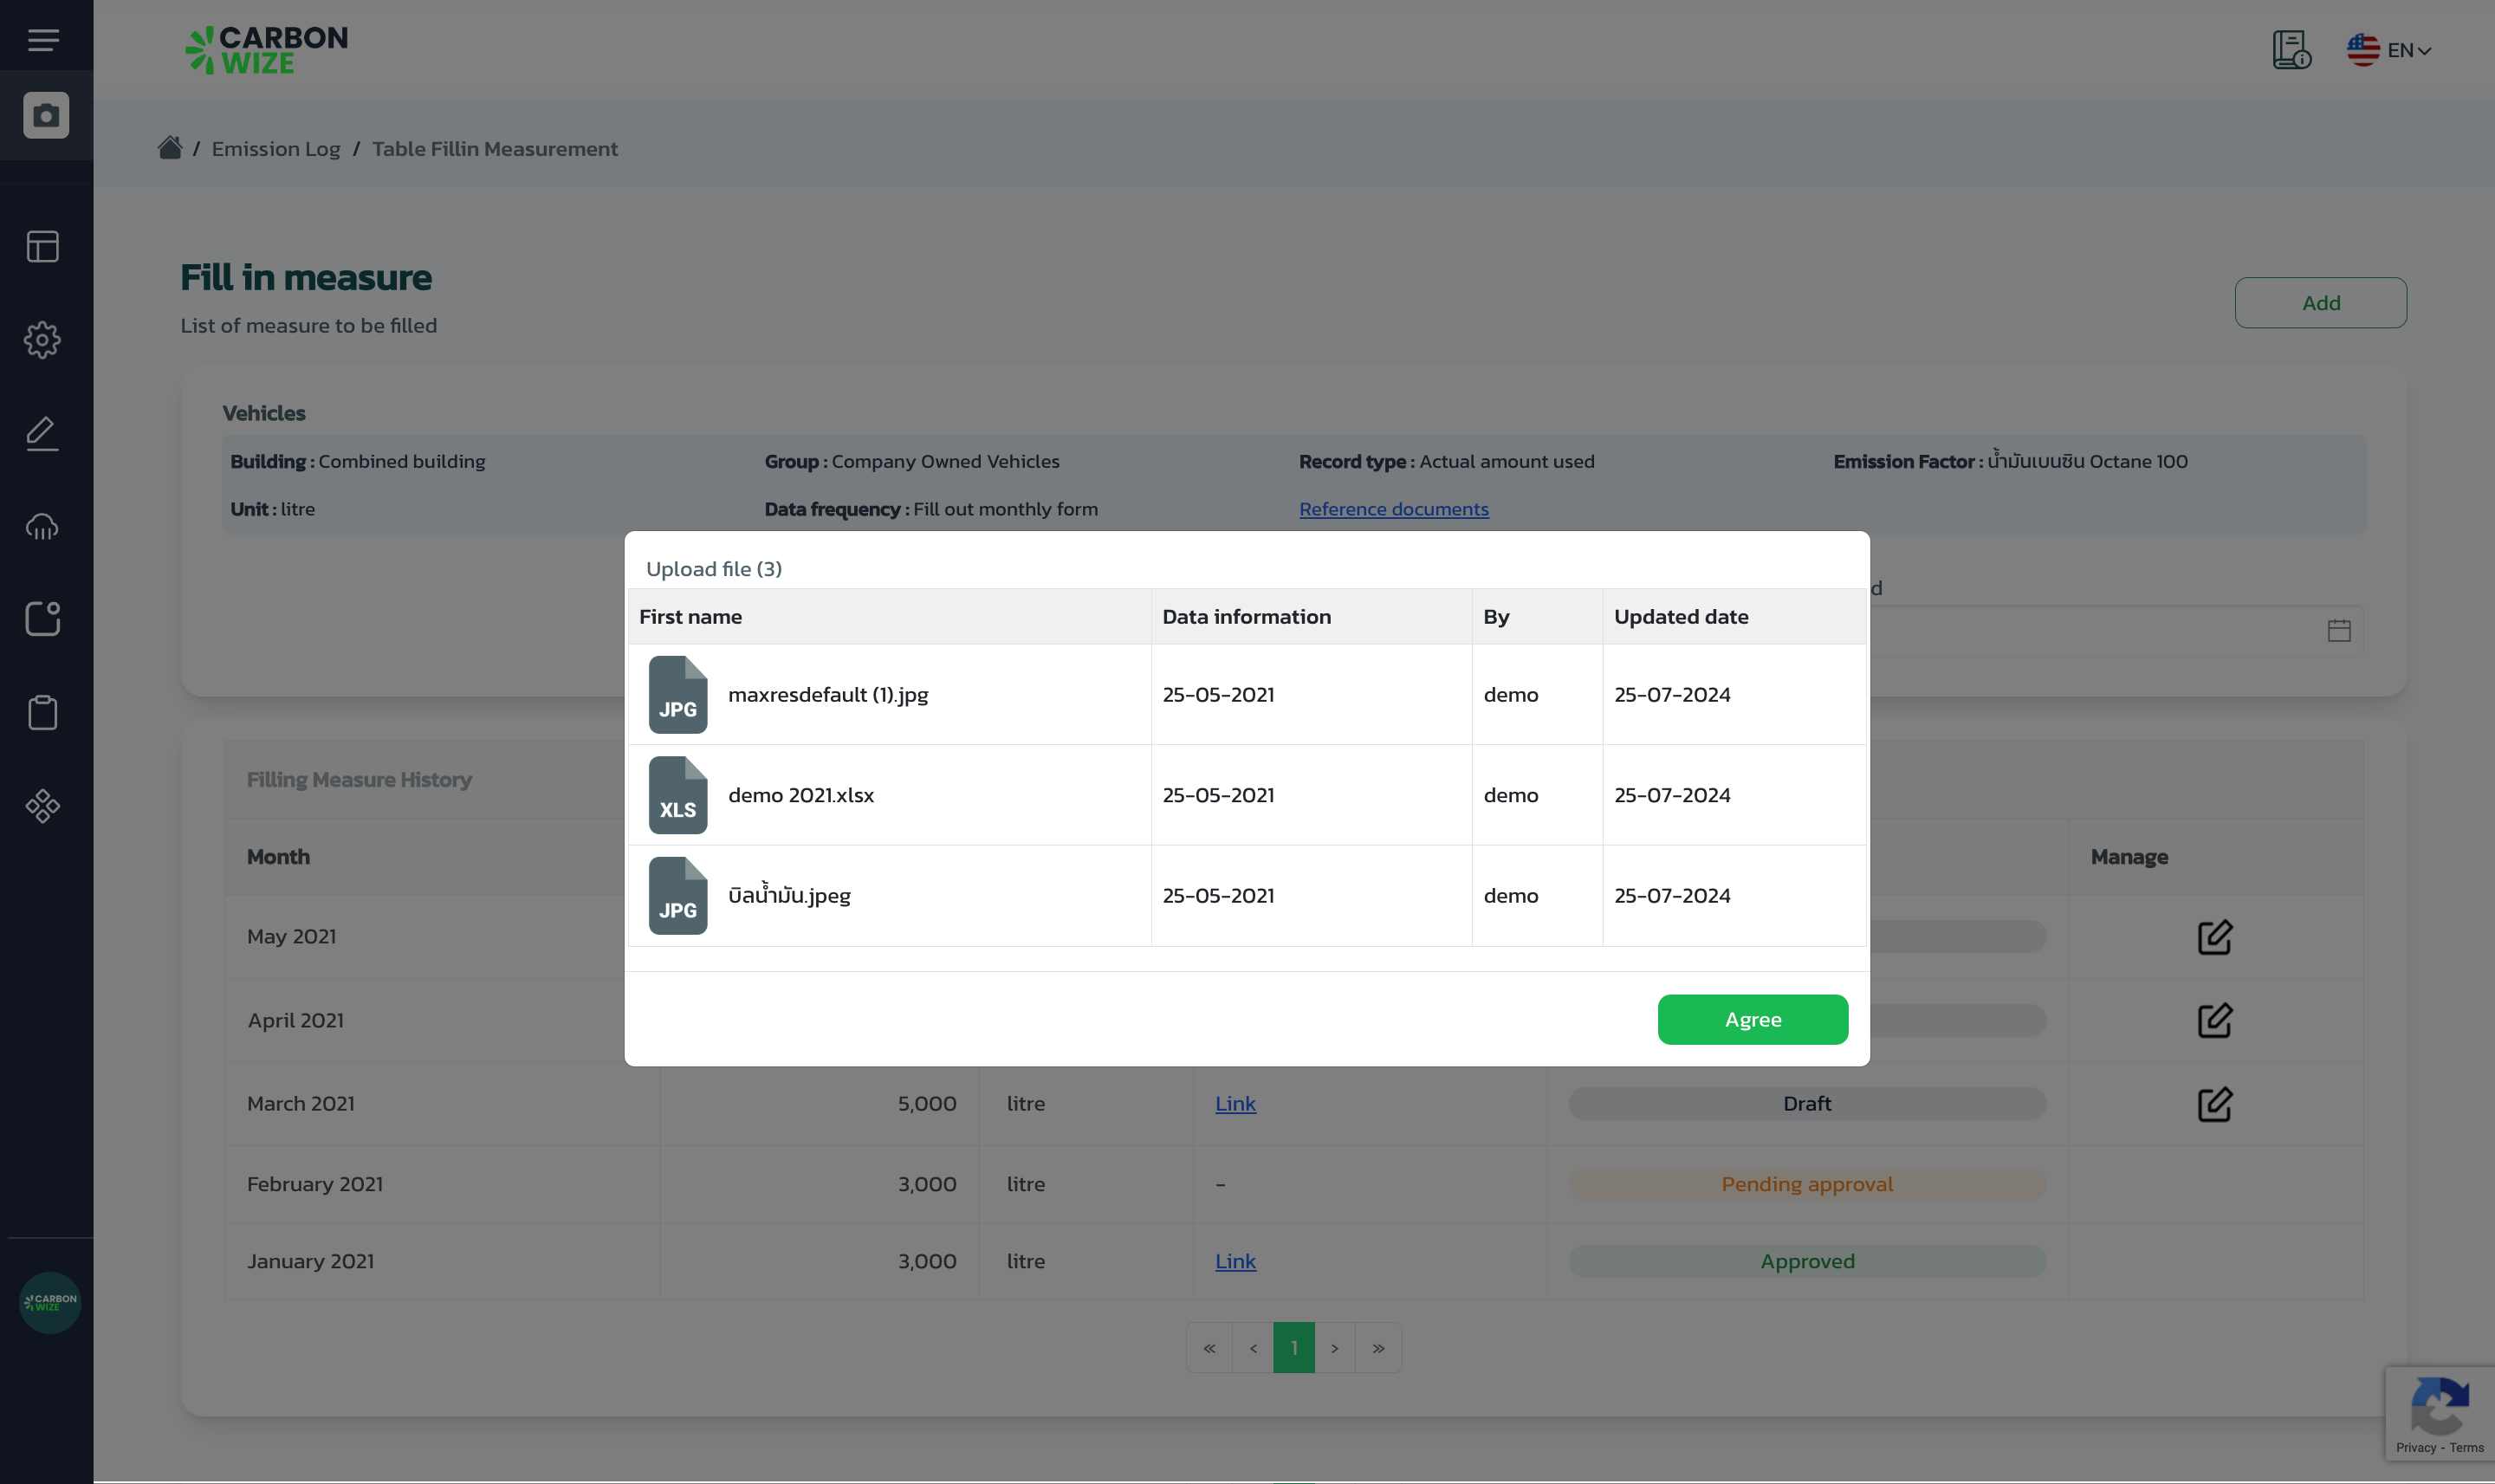 CARBON
WIZE
EN
/ Emission Log / Table Fillin Measurement
Fill in measure
List of measure to be filled
Add
Vehicles
Building : Combined building
Group : Company Owned Vehicles
Record type : Actual amount used
Emission Factor : น้ำมันเบนซิน Octane 100
Unit : litre
Data frequency : Fill out monthly form
Reference documents
d
Upload file (3)
First name Data information By Updated date
JPG maxresdefault (1).jpg 25-05-2021 demo 25-07-2024
XLS demo 2021.xlsx 25-05-2021 demo 25-07-2024
JPG บิลน้ำมัน.jpeg 25-05-2021 demo 25-07-2024
Agree
Filling Measure History
Month Manage
May 2021
April 2021
March 2021 5,000 litre Link Draft
February 2021 3,000 litre - Pending approval
January 2021 3,000 litre Link Approved
« < 1 > »
CARBON
WIZE
Privacy - Terms